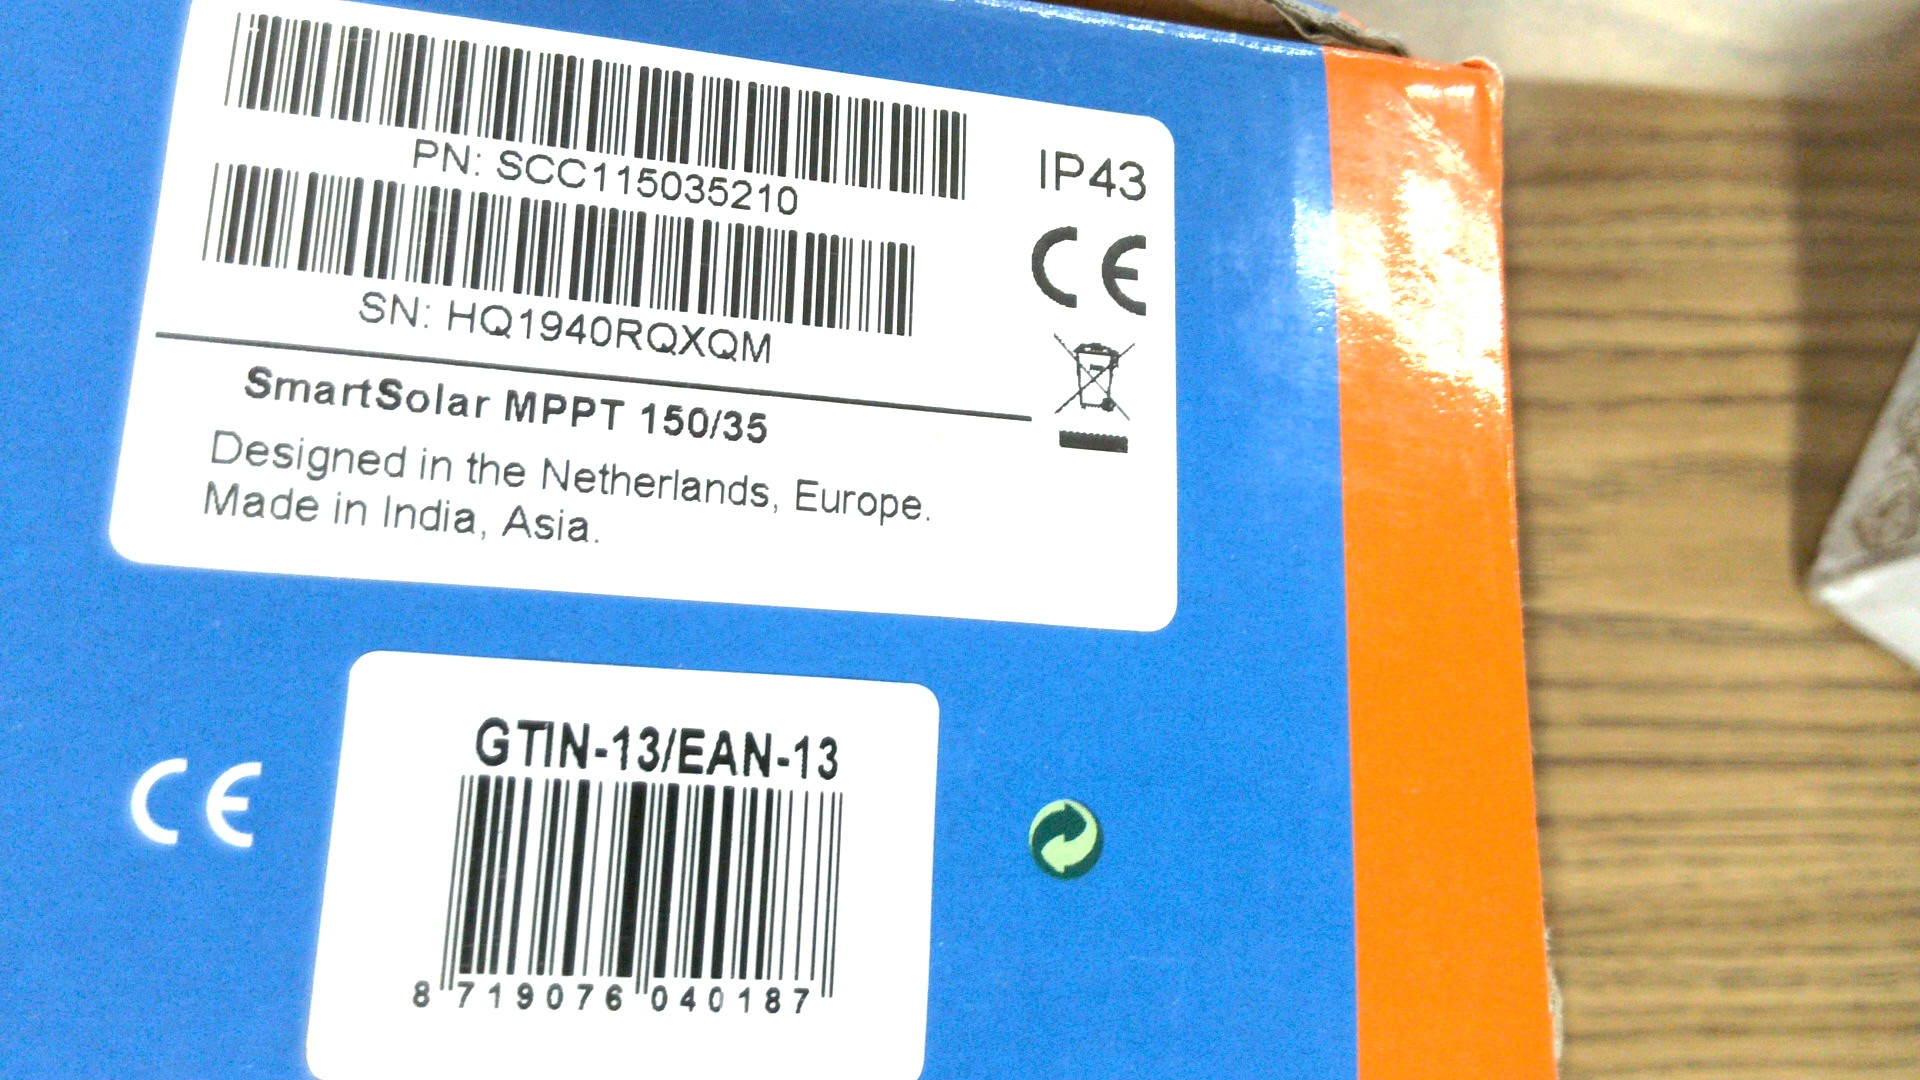 PN: SCC115035210
IP43
CE
SN: HQ1940RQXQM
SmartSolar MPPT 150/35
Designed in the Netherlands, Europe.
Made in India, Asia.
GTIN-13/EAN-13
CE
8 719076 040187